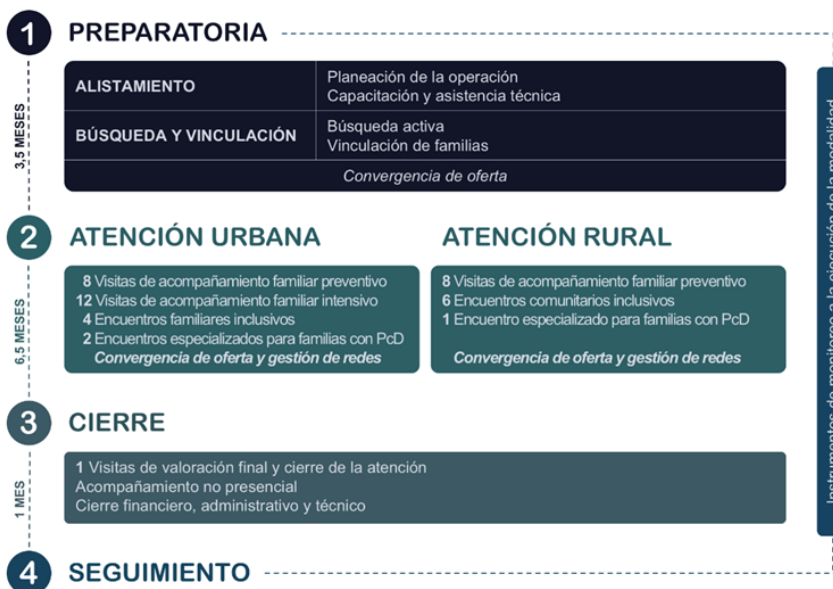 1 PREPARATORIA
3,5 MESES
ALISTAMIENTO
Planeación de la operación
Capacitación y asistencia técnica
BÚSQUEDA Y VINCULACIÓN
Búsqueda activa
Vinculación de familias
Convergencia de oferta
2 ATENCIÓN URBANA
6,5 MESES
8 Visitas de acompañamiento familiar preventivo
12 Visitas de acompañamiento familiar intensivo
4 Encuentros familiares inclusivos
2 Encuentros especializados para familias con PcD
Convergencia de oferta y gestión de redes
ATENCIÓN RURAL
8 Visitas de acompañamiento familiar preventivo
6 Encuentros comunitarios inclusivos
1 Encuentro especializado para familias con PcD
Convergencia de oferta y gestión de redes
3 CIERRE
1 MES
1 Visitas de valoración final y cierre de la atención
Acompañamiento no presencial
Cierre financiero, administrativo y técnico
4 SEGUIMIENTO
Instrumentos de monitoreo a la ejecución de la modalidad